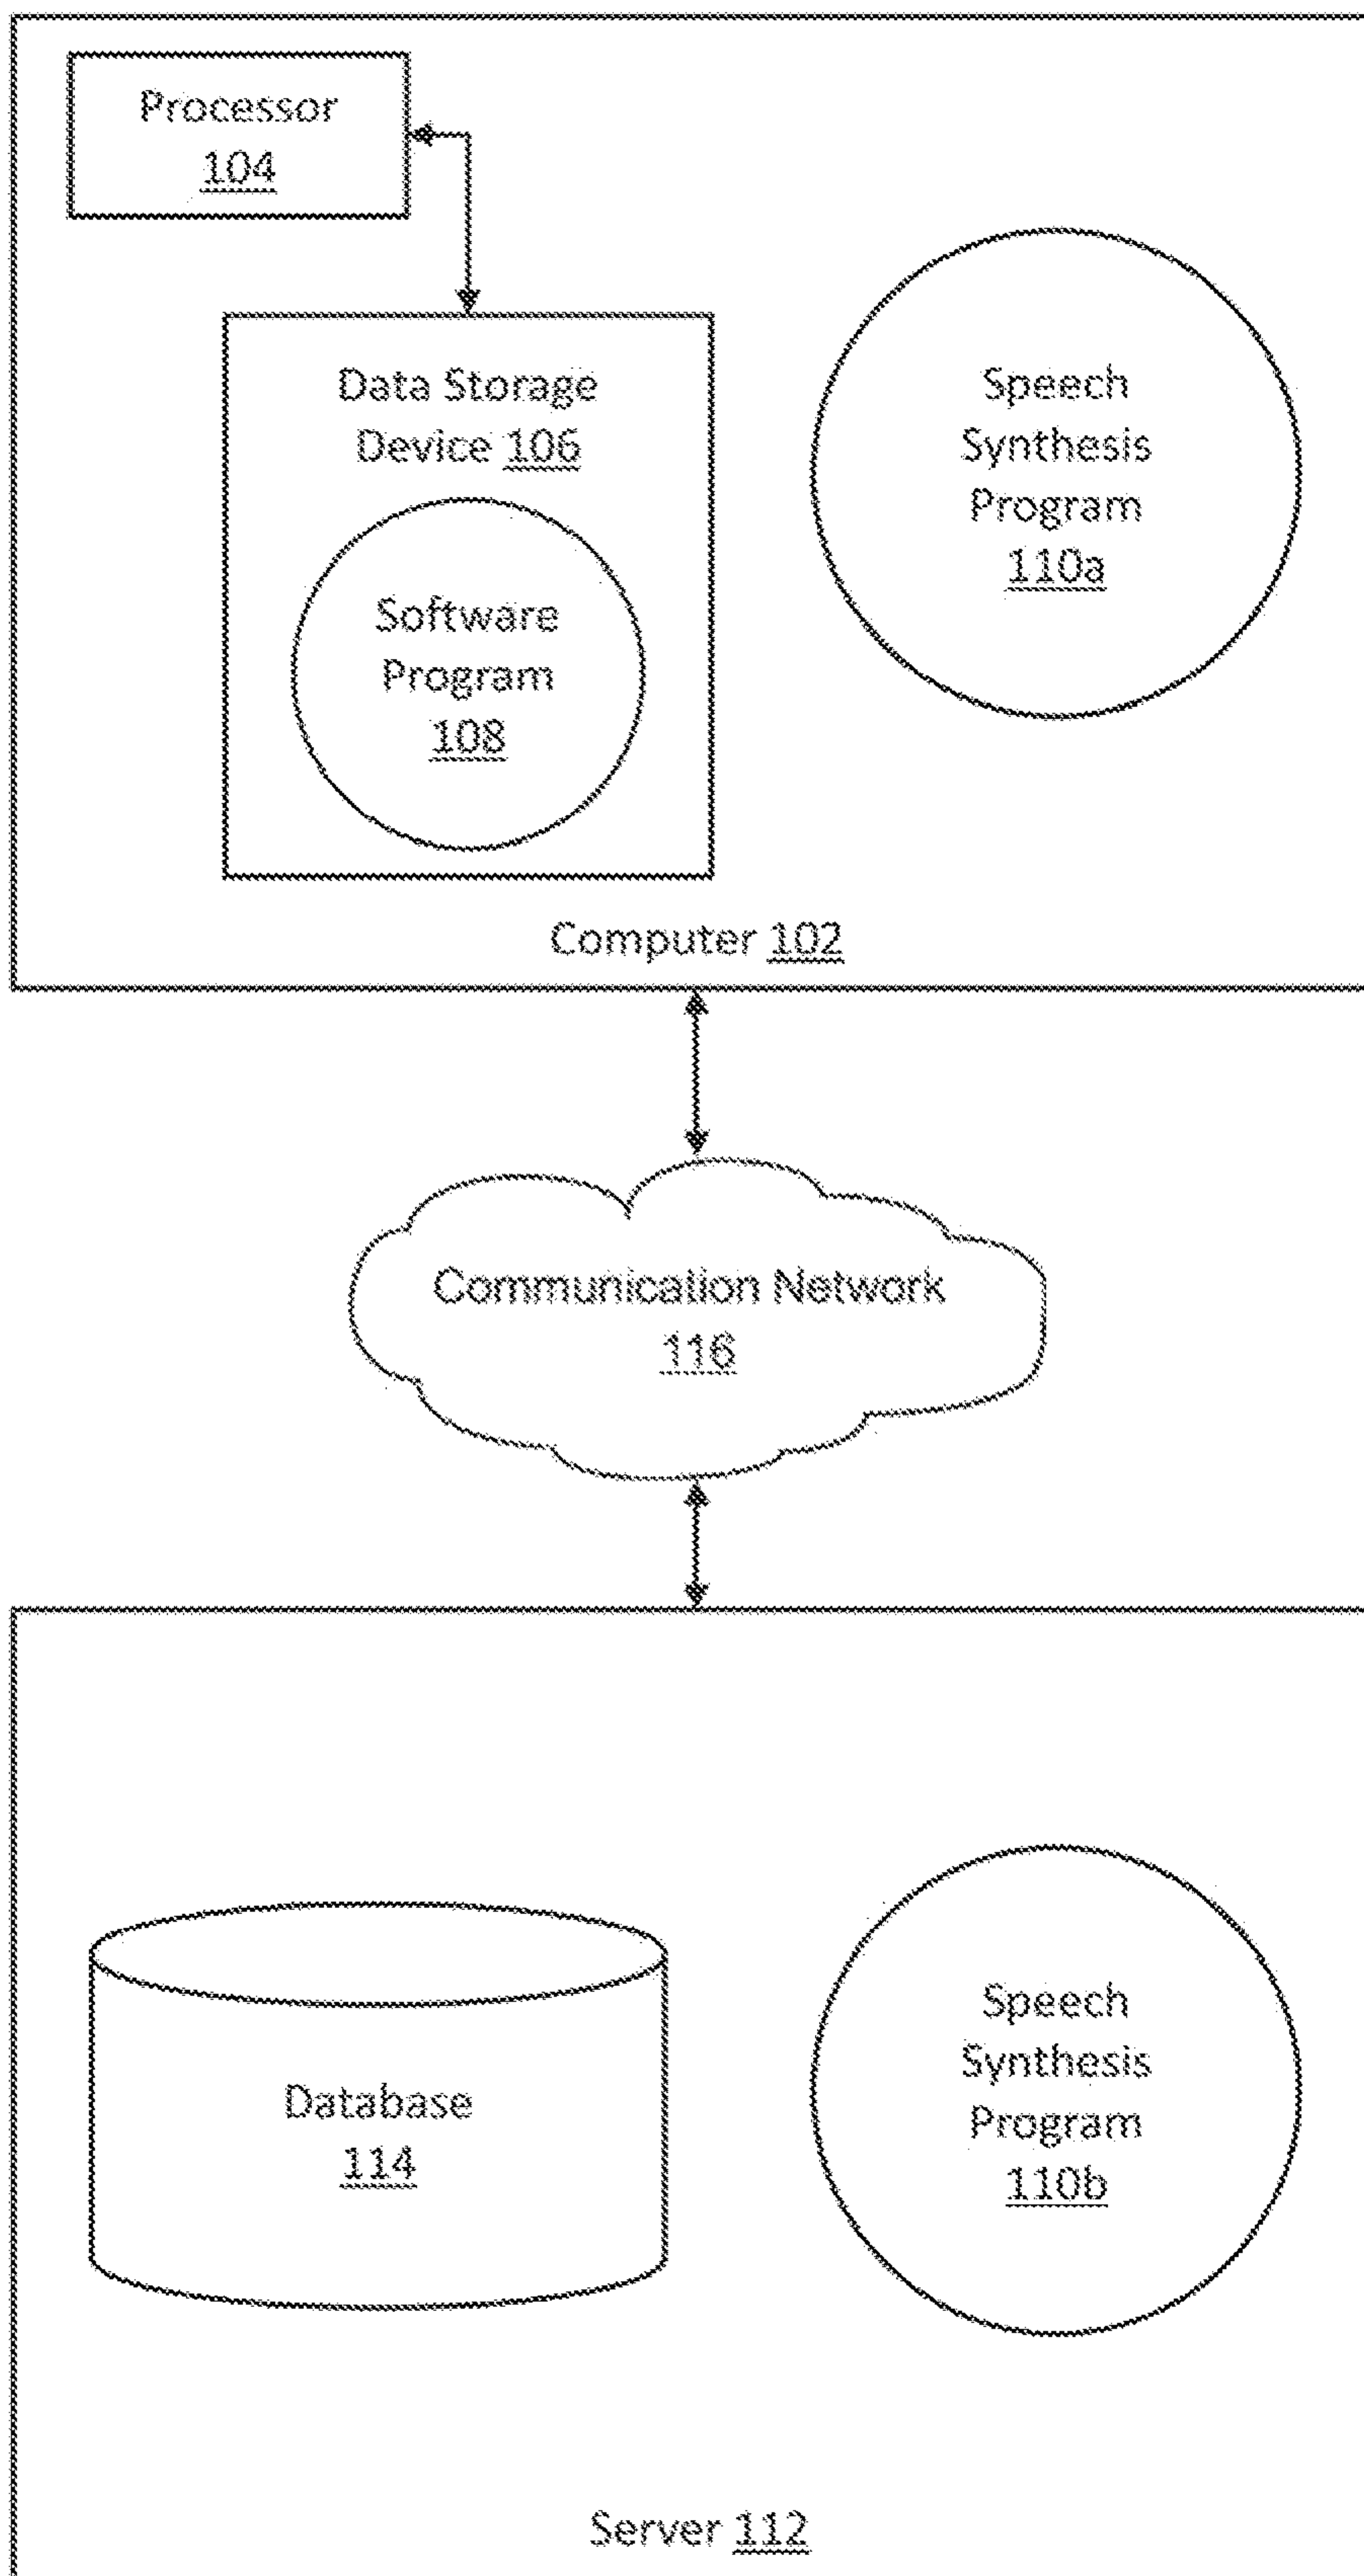 Processor
104
Data Storage
Device 106
Software
Program
108
Speech
Synthesis
Program
110a
Computer 102
Communication Network
116
Database
114
Speech
Synthesis
Program
110b
Server 112